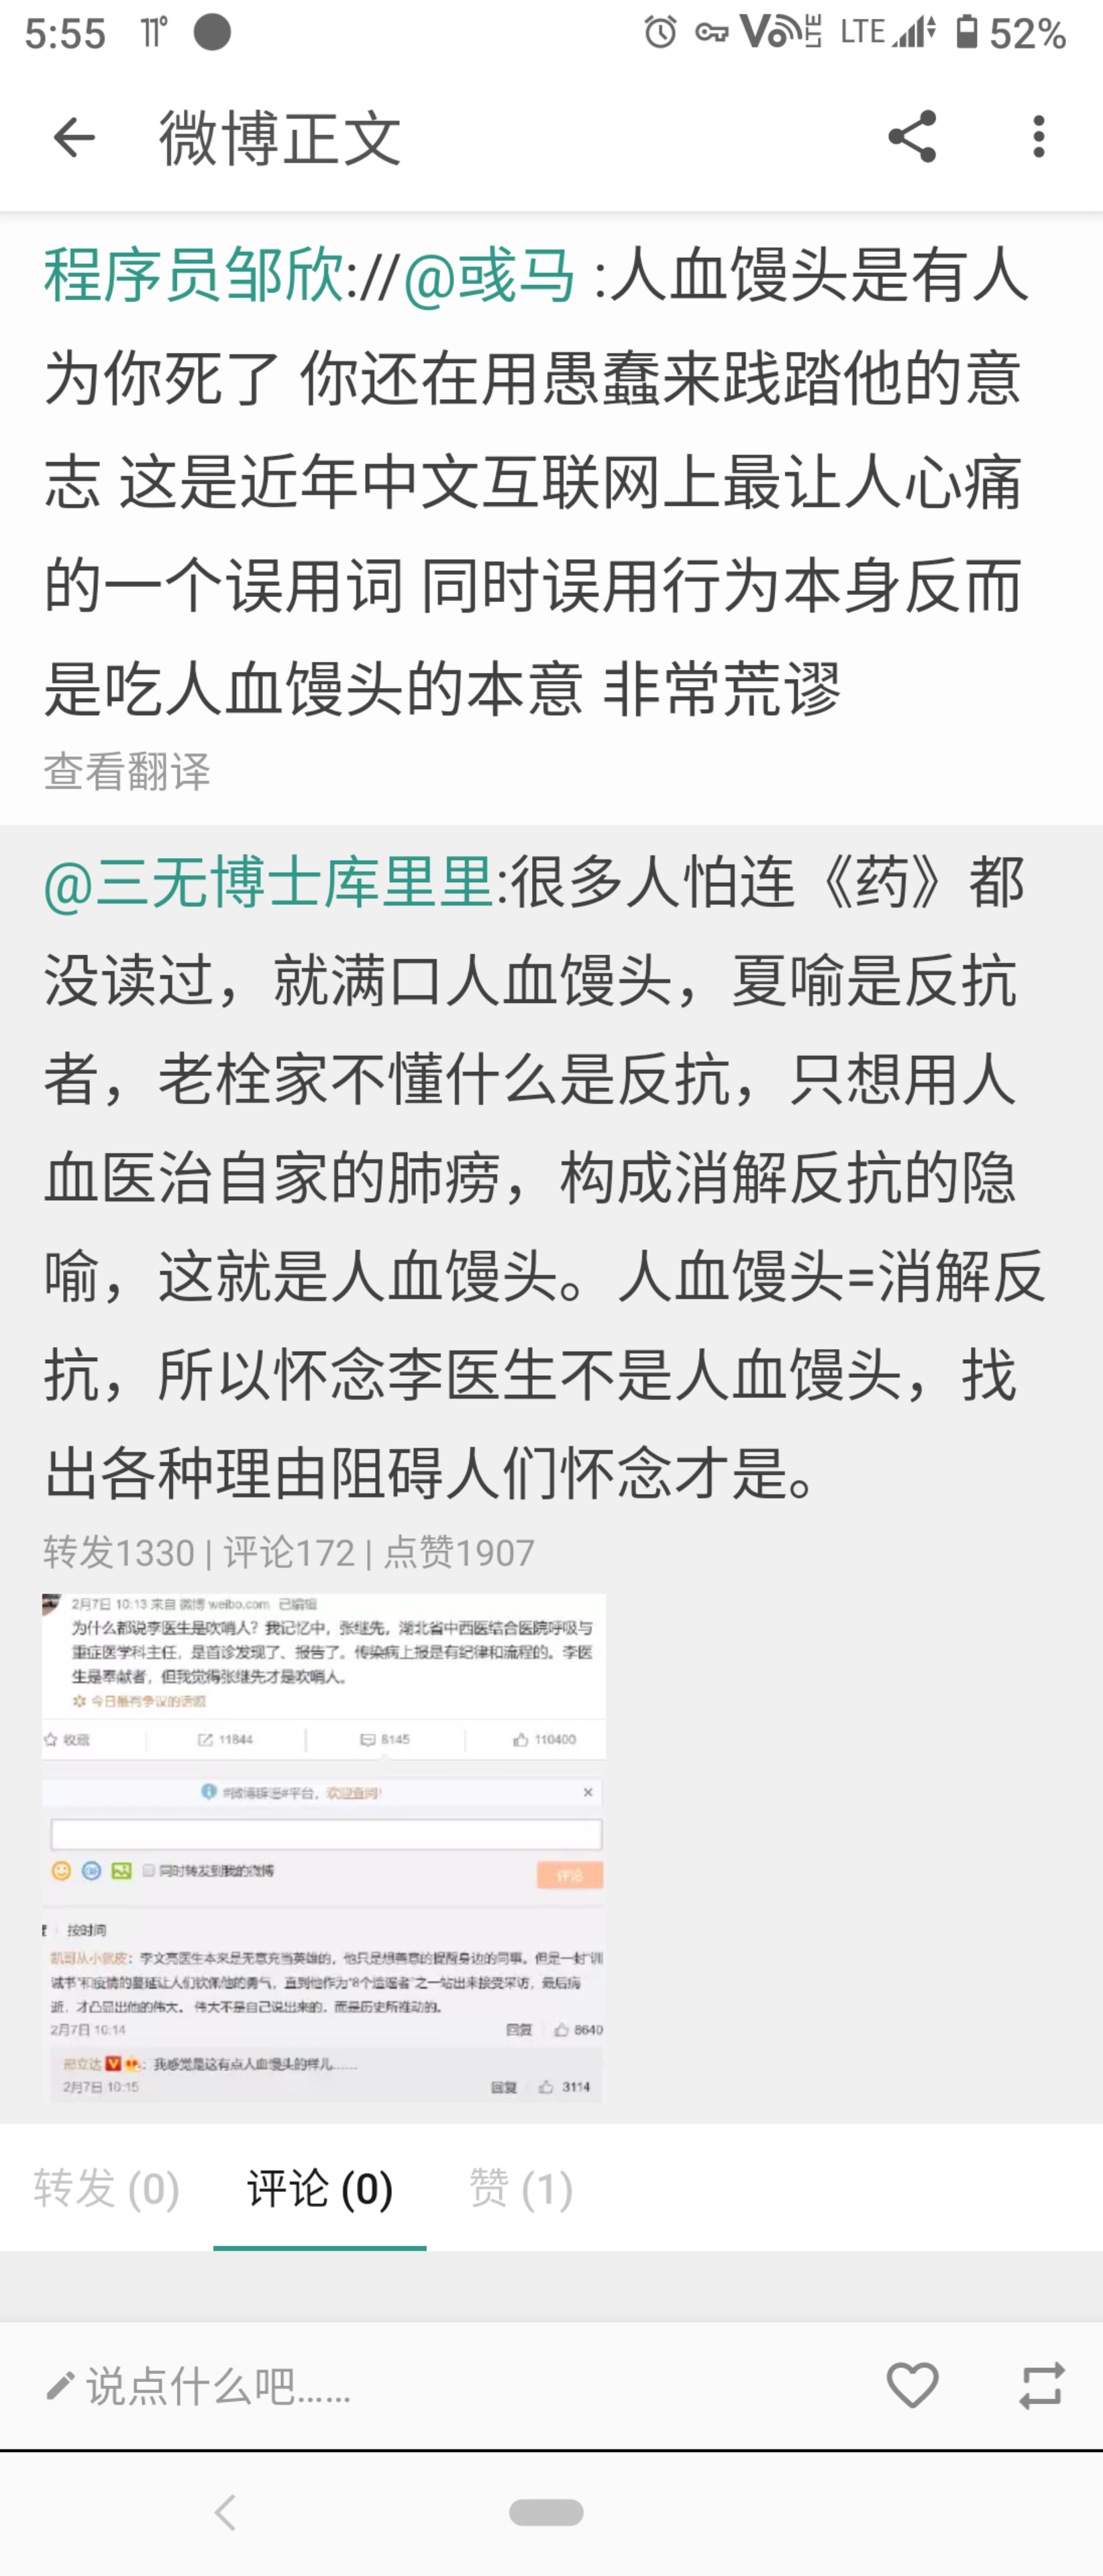 5:55 11° LTE LTE 52%
微博正文
程序员邹欣://@彧马 :人血馒头是有人
为你死了 你还在用愚蠢来践踏他的意
志 这是近年中文互联网上最让人心痛
的一个误用词 同时误用行为本身反而
是吃人血馒头的本意 非常荒谬
查看翻译
@三无博士库里里:很多人怕连《药》都
没读过，就满口人血馒头，夏喻是反抗
者，老栓家不懂什么是反抗，只想用人
血医治自家的肺痨，构成消解反抗的隐
喻，这就是人血馒头。人血馒头=消解反
抗，所以怀念李医生不是人血馒头，找
出各种理由阻碍人们怀念才是。
转发1330 | 评论172 | 点赞1907
2月7日 10:13 来自 微博 weibo.com 已编辑
为什么都说李医生是吹哨人？我记忆中，张继先，湖北省中西医结合医院呼吸与
重症医学科主任，是首诊发现了、报告了。传染病上报是有纪律和流程的。李医
生是奉献者，但我觉得张继先才是吹哨人。
今日最有争议的话题
收藏 11844 8145 110400
#微博辟谣#平台，欢迎查阅!
同时转发到我的微博 评论
按时间
凯哥从小就皮：李文亮医生本来是无意充当英雄的，他只是想善意的提醒身边的同事。但是一封“训
诫书”和疫情的蔓延让人们钦佩他的勇气，直到他作为“8个造谣者”之一站出来接受采访，最后病
逝，才凸显出他的伟大。 伟大不是自己说出来的，而是历史所推动的。
2月7日 10:14 回复 8640
立达 ：我感觉是这有点人血馒头的样儿……
2月7日 10:15 回复 3114
转发 (0) 评论 (0) 赞 (1)
说点什么吧……